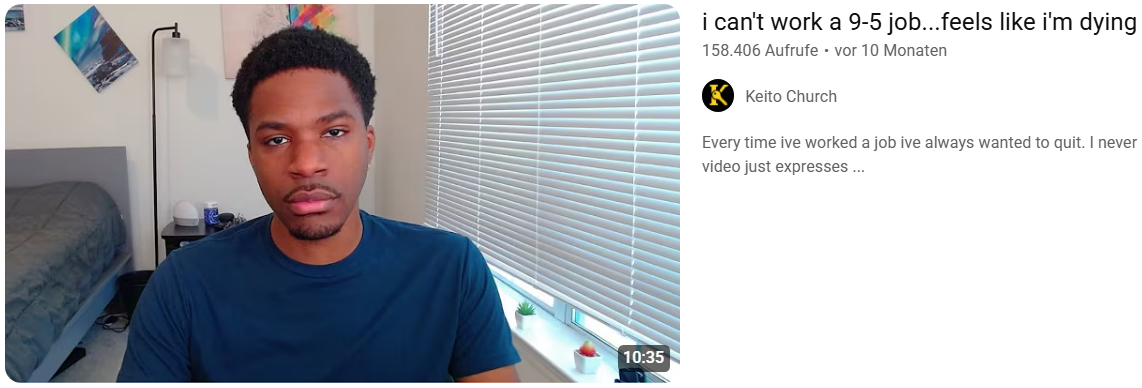 i can't work a 9-5 job...feels like i'm dying
158.406 Aufrufe • vor 10 Monaten
K
Keito Church
Every time ive worked a job ive always wanted to quit. I never
video just expresses ...
10:35